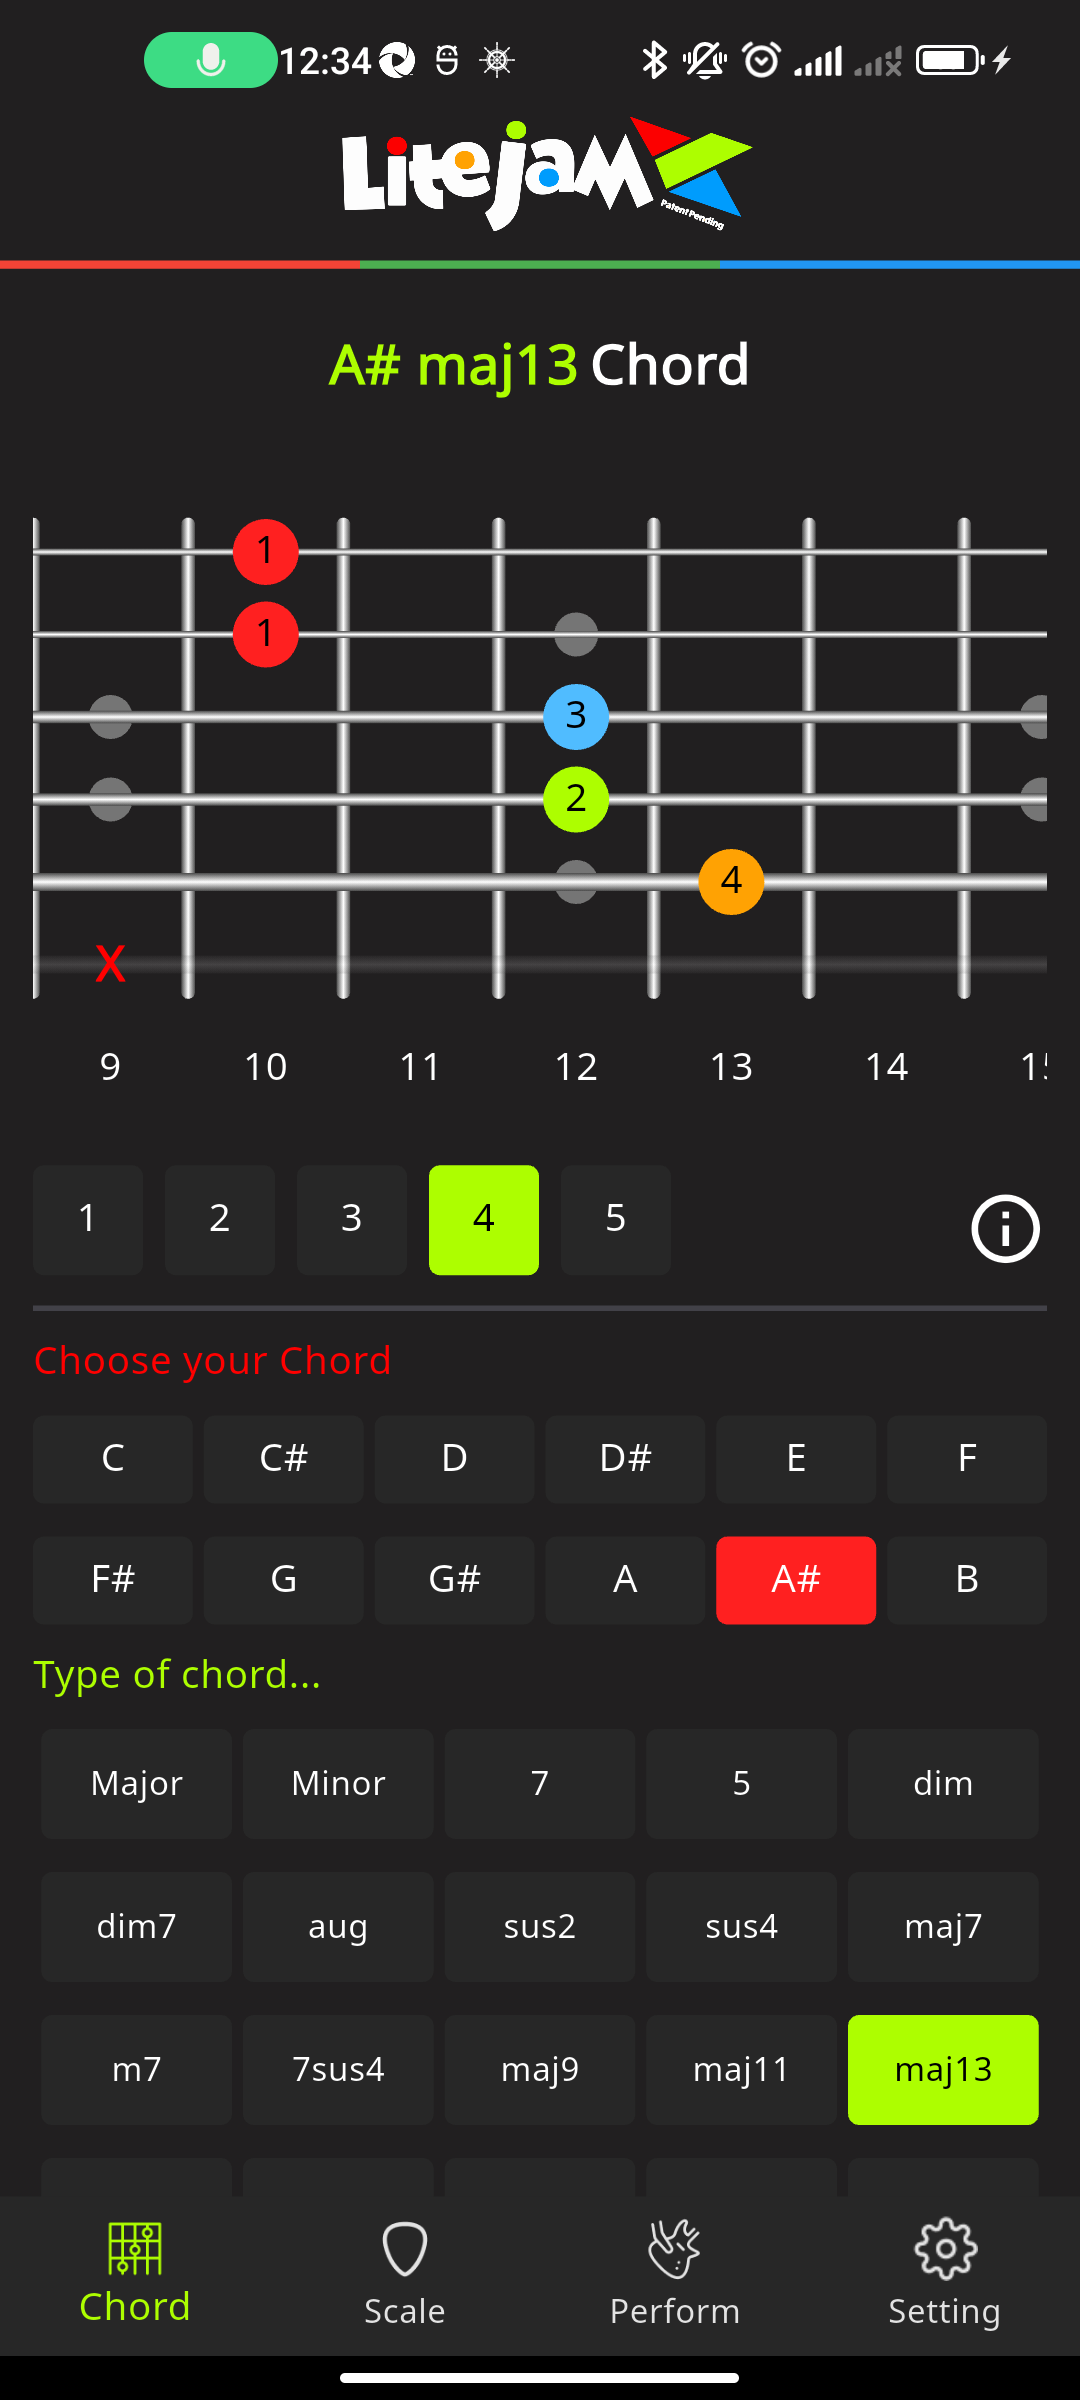 12:34
LiteJam
Patent Pending
A# maj13 Chord
1
1
3
2
4
X
9 10 11 12 13 14 15
1 2 3 4 5
Choose your Chord
C C# D D# E F
F# G G# A A# B
Type of chord...
Major Minor 7 5 dim
dim7 aug sus2 sus4 maj7
m7 7sus4 maj9 maj11 maj13
Chord Scale Perform Setting